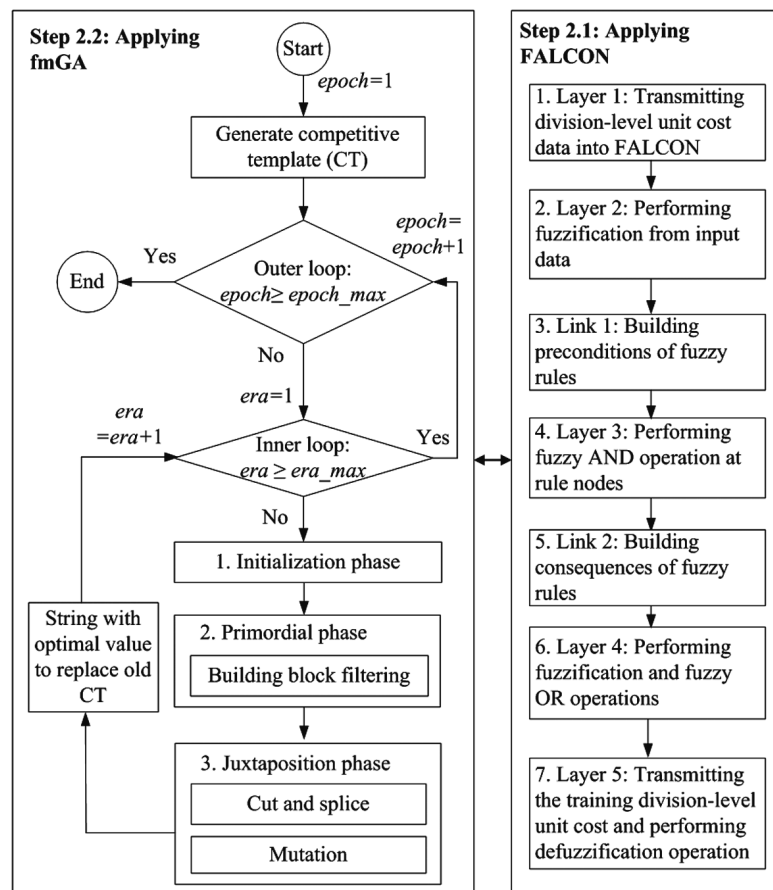 Step 2.2: Applying
fmGA
Start
epoch=1
Generate competitive
template (CT)
epoch=
epoch+1
Yes
End
Outer loop:
epoch≥ epoch_max
No
era=1
era
=era+1
Inner loop:
era ≥ era_max
Yes
No
1. Initialization phase
2. Primordial phase
Building block filtering
String with
optimal value
to replace old
CT
3. Juxtaposition phase
Cut and splice
Mutation
Step 2.1: Applying
FALCON
1. Layer 1: Transmitting
division-level unit cost
data into FALCON
2. Layer 2: Performing
fuzzification from input
data
3. Link 1: Building
preconditions of fuzzy
rules
4. Layer 3: Performing
fuzzy AND operation at
rule nodes
5. Link 2: Building
consequences of fuzzy
rules
6. Layer 4: Performing
fuzzification and fuzzy
OR operations
7. Layer 5: Transmitting
the training division-level
unit cost and performing
defuzzification operation